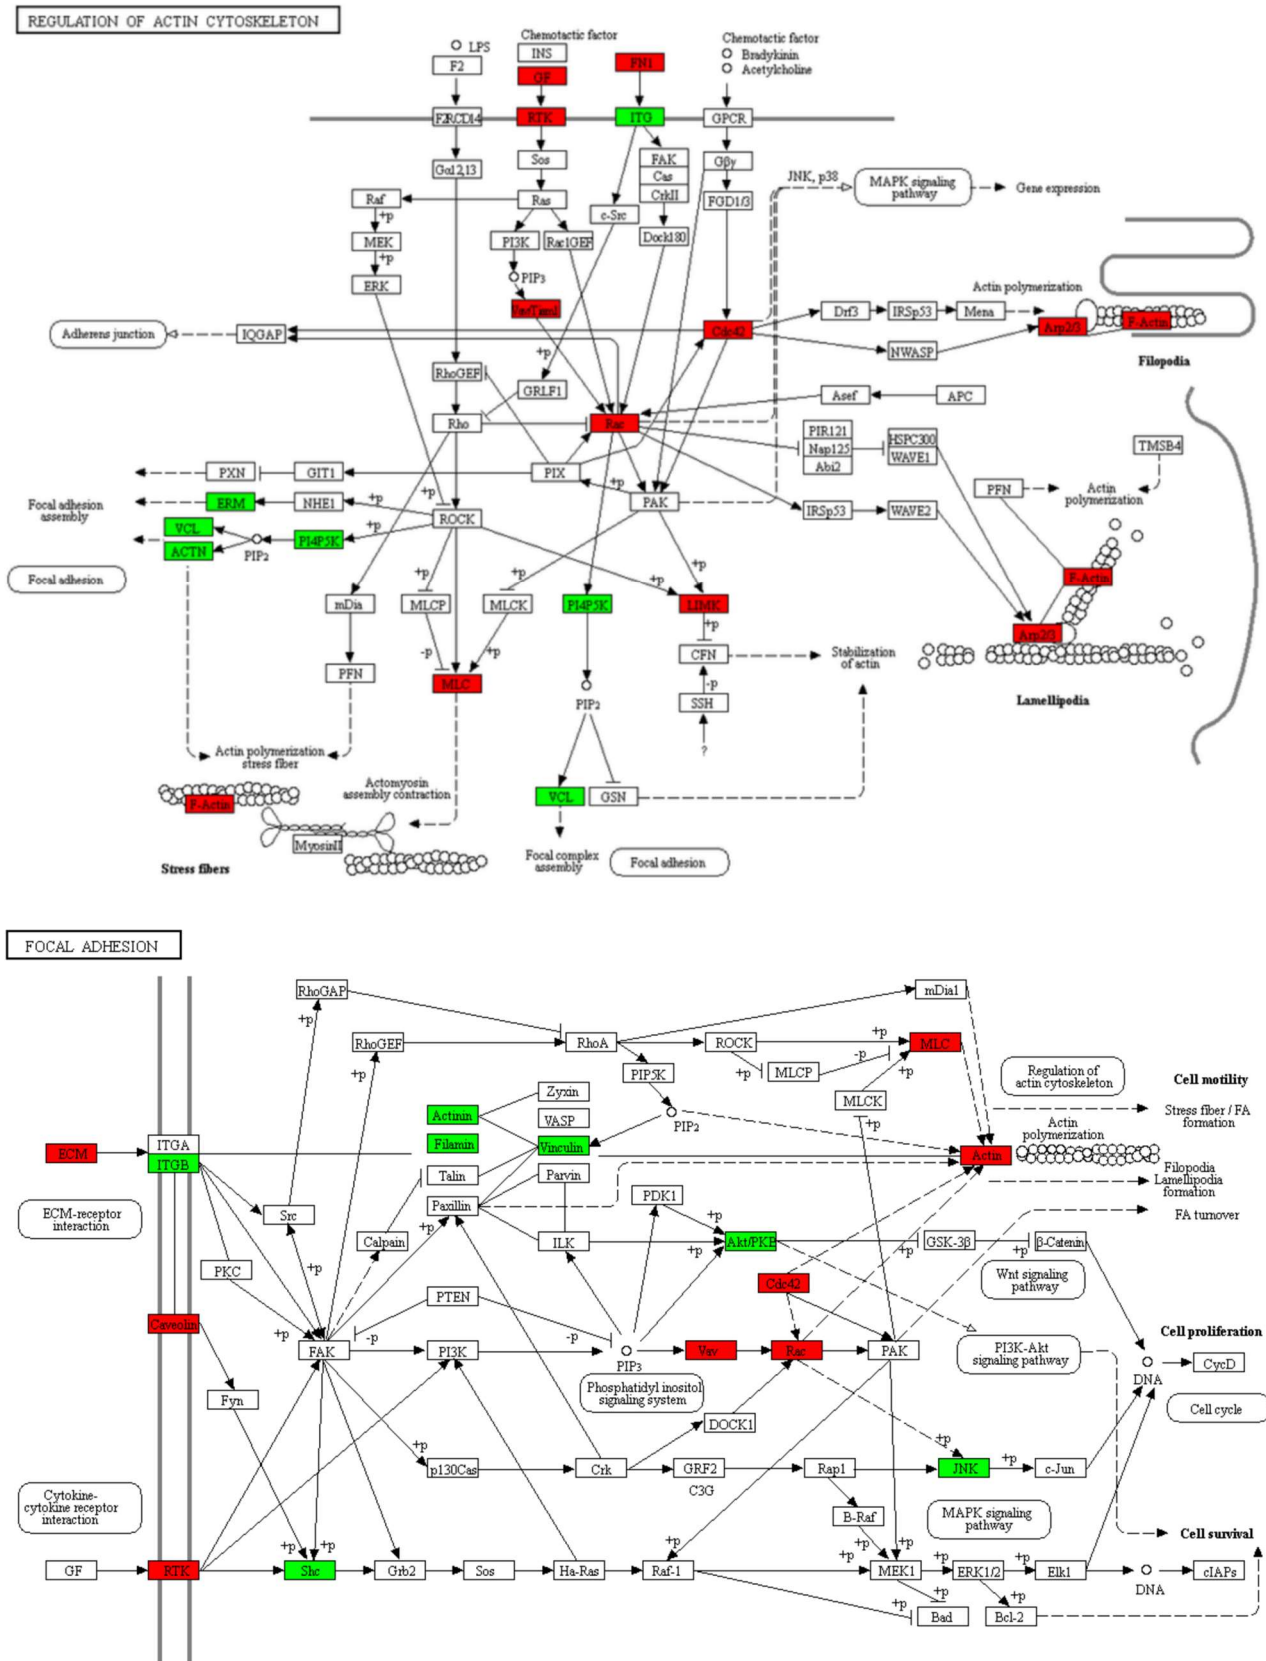 REGULATION OF ACTIN CYTOSKELETON
LPS
F2
Chemotactic factor
INS
GF
FN1
Chemotactic factor
Bradykinin
Acetylcholine
F2R
CD14
RTK
ITG
GPCR
Gα12,13
Sos
FAK
Cas
CrkII
Gβγ
JNK, p38
MAPK signaling
pathway
Gene expression
Raf
Ras
c-Src
FGD1/3
+p
MEK
PI3K
Rac1GEF
Dock180
+p
ERK
PIP3
Actin polymerization
Drf3
IRSp53
Mena
Arp2/3
F-Actin
Adherens junction
IQGAP
Cdc42
NWASP
Filopodia
+p
RhoGEF
GRLF1
Asef
APC
Rho
Rac
PIR121
Nap125
Abi2
HSPC300
WAVE1
TMSB4
PXN
GIT1
PIX
+p
PAK
PFN
Actin
polymerization
Focal adhesion
assembly
ERM
NHE1
+p
+p
ROCK
IRSp53
WAVE2
VCL
ACTN
PIP2
PI4P5K
+p
Focal adhesion
+p
+p
+p
+p
F-Actin
mDia
MLCP
MLCK
PI4P5K
LIMK
+p
Arp2/3
-p
+p
CFN
Stabilization
of actin
PFN
MLC
-p
SSH
PIP2
Lamellipodia
?
Actin polymerization
stress fiber
Actomyosin
assembly contraction
F-Actin
VCL
GSN
MyosinII
Stress fibers
Focal complex
assembly
Focal adhesion
FOCAL ADHESION
RhoGAP
mDia1
+p
RhoGEF
RhoA
ROCK
+p
MLC
-p
+p
PIP5K
+p
MLCP
Regulation of
actin cytoskeleton
Cell motility
+p
Zyxin
MLCK
Actinin
VASP
PIP2
+p
Stress fiber / FA
formation
Actin
polymerization
ITGA
Filamin
Vinculin
ECM
ITGB
Actin
Talin
Parvin
Filopodia
Lamellipodia
formation
ECM-receptor
interaction
Src
Paxillin
PDK1
FA turnover
Calpain
+p
ILK
+p
+p
Akt/PKB
+p
GSK-3β
+p
β-Catenin
PKC
+p
Cdc42
Wnt signaling
pathway
PTEN
Caveolin
+p
-p
-p
FAK
PI3K
PIP3
Vav
Rac
PAK
PI3K-Akt
signaling pathway
Cell proliferation
DNA
CycD
Fyn
Phosphatidyl inositol
signaling system
DOCK1
Cell cycle
+p
+p
p130Cas
Crk
GRF2
C3G
Rap1
JNK
+p
c-Jun
Cytokine-
cytokine receptor
interaction
B-Raf
MAPK signaling
pathway
+p
+p
+p
+p
+p
Cell survival
GF
RTK
Shc
Grb2
Sos
Ha-Ras
Raf-1
+p
MEK1
+p
ERK1/2
+p
Elk1
DNA
cIAPs
+p
+p
+p
Bad
Bcl-2